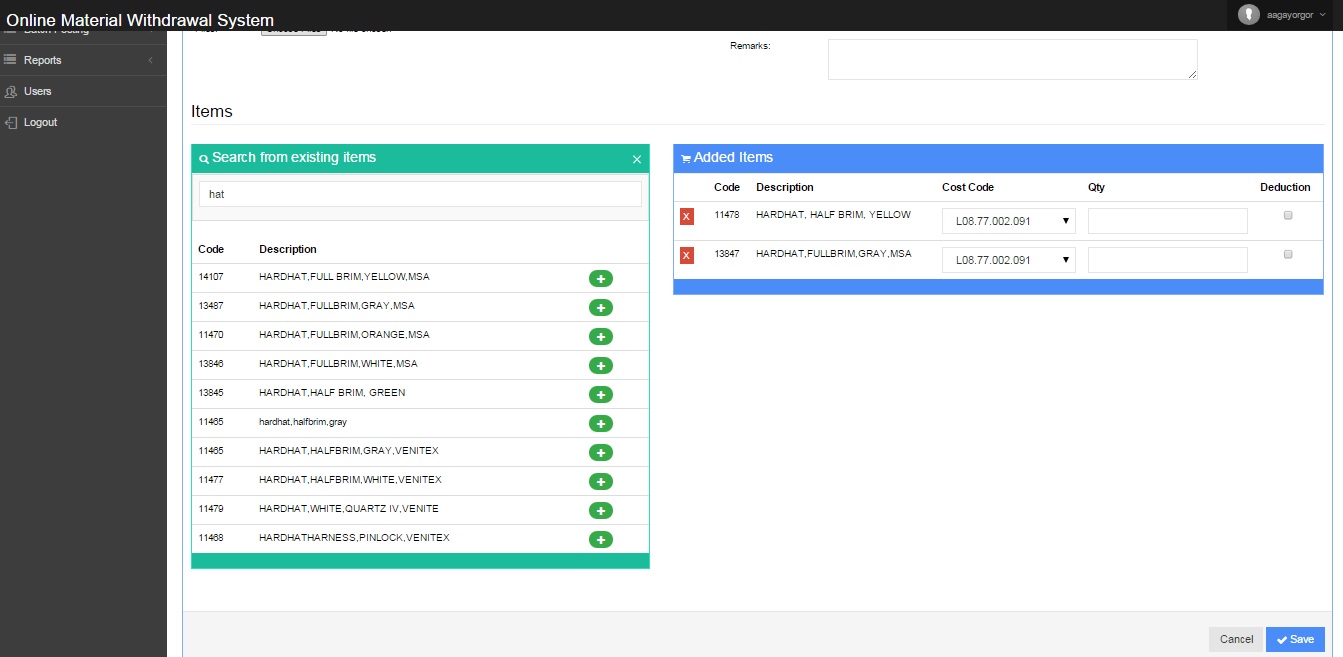 Online Material Withdrawal System
aagayorgor
Batch Posting
Reports
Users
Logout
Remarks:
Items
Search from existing items
hat
Code Description
14107 HARDHAT,FULL BRIM,YELLOW,MSA
13487 HARDHAT,FULLBRIM,GRAY,MSA
11470 HARDHAT,FULLBRIM,ORANGE,MSA
13846 HARDHAT,FULLBRIM,WHITE,MSA
13845 HARDHAT,HALF BRIM, GREEN
11465 hardhat,halfbrim,gray
11465 HARDHAT,HALFBRIM,GRAY,VENITEX
11477 HARDHAT,HALFBRIM,WHITE,VENITEX
11479 HARDHAT,WHITE,QUARTZ IV,VENITE
11468 HARDHATHARNESS,PINLOCK,VENITEX
Added Items
Code Description Cost Code Qty Deduction
X 11478 HARDHAT, HALF BRIM, YELLOW L08.77.002.091
X 13847 HARDHAT,FULLBRIM,GRAY,MSA L08.77.002.091
Cancel Save